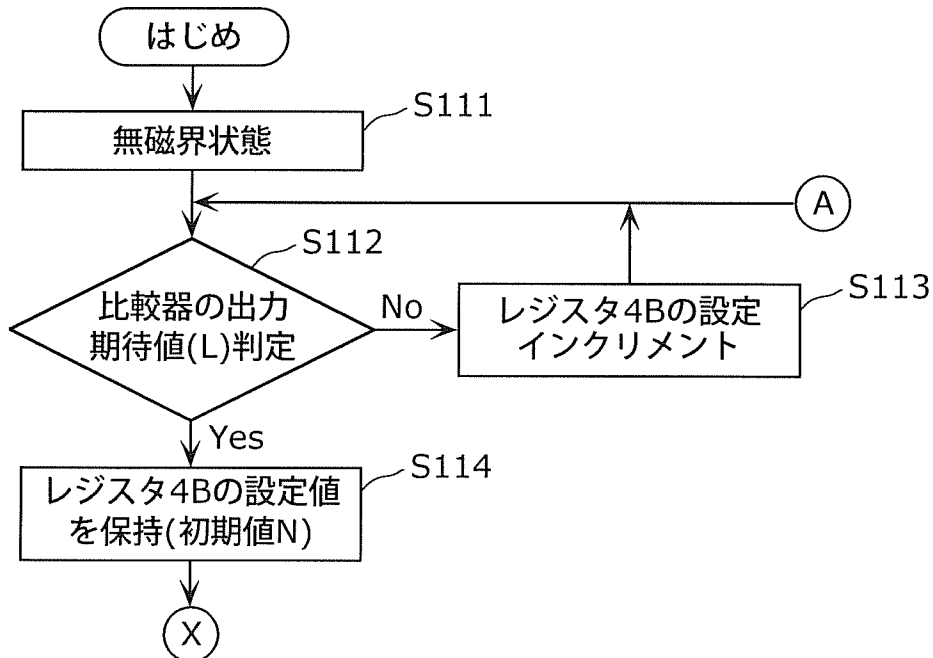 はじめ
S111
無磁界状態
A
S112
比較器の出力
期待値(L)判定
No
S113
レジスタ4Bの設定
インクリメント
Yes
S114
レジスタ4Bの設定値
を保持(初期値N)
X